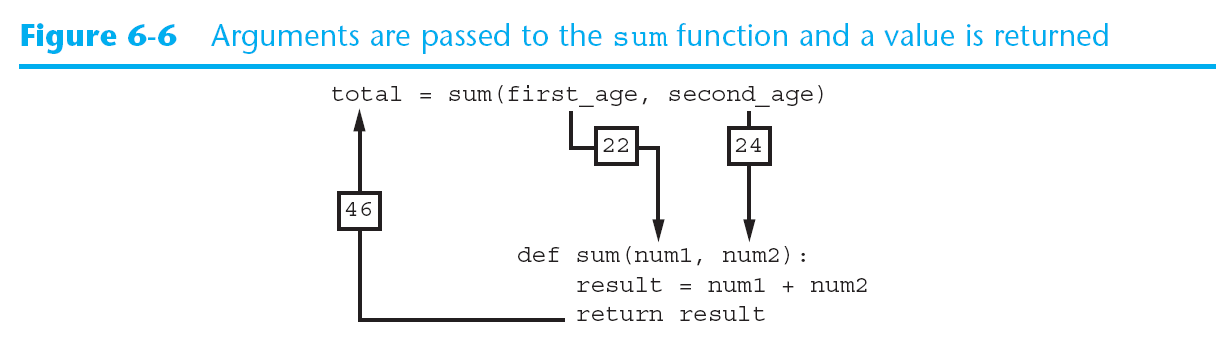 Figure 6-6 Arguments are passed to the sum function and a value is returned
total = sum(first_age, second_age)
22
24
46
def sum(num1, num2):
result = num1 + num2
return result